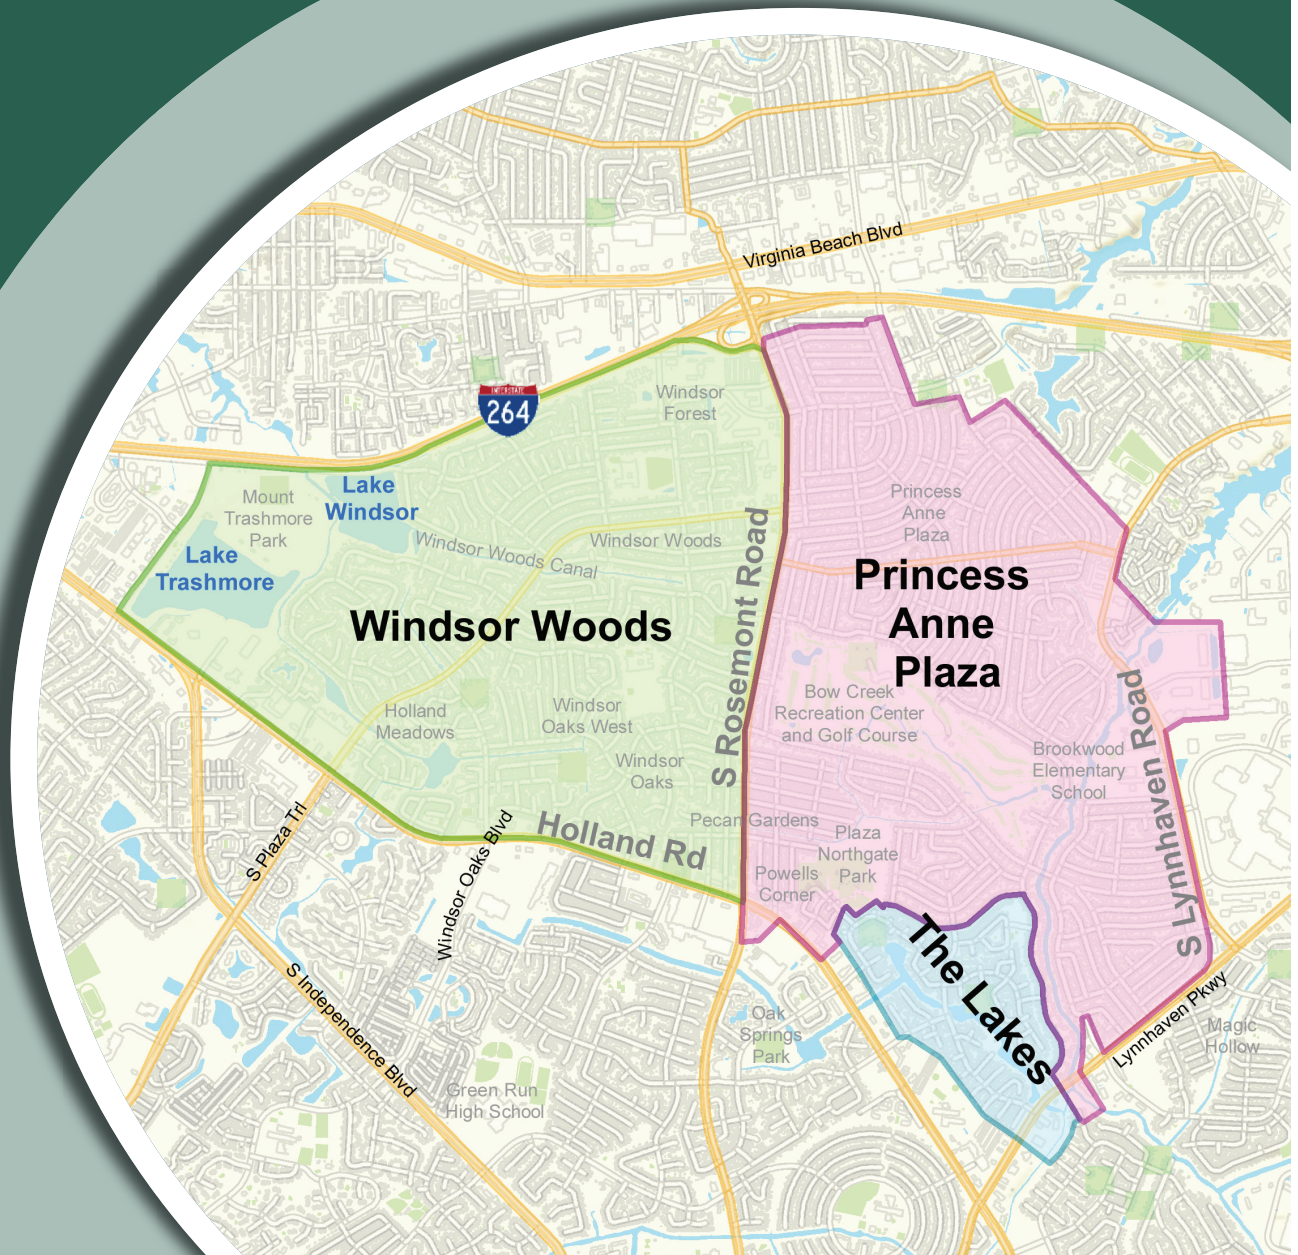 Virginia Beach Blvd
INTERSTATE
264
Windsor
Forest
Lake
Windsor
Mount
Trashmore
Park
Lake
Trashmore
Windsor Woods Canal
Windsor Woods
Princess
Anne
Plaza
Windsor Woods
Princess
Anne
Plaza
S Rosemont Road
Bow Creek
Recreation Center
and Golf Course
Holland
Meadows
Windsor
Oaks West
Windsor
Oaks
Brookwood
Elementary
School
S Lynnhaven Road
Pecan Gardens
Plaza
Northgate
Park
Powells
Corner
Holland Rd
S Plaza Trl
Windsor Oaks Blvd
The Lakes
S Independence Blvd
Oak
Springs
Park
Lynnhaven Pkwy
Magic
Hollow
Green Run
High School